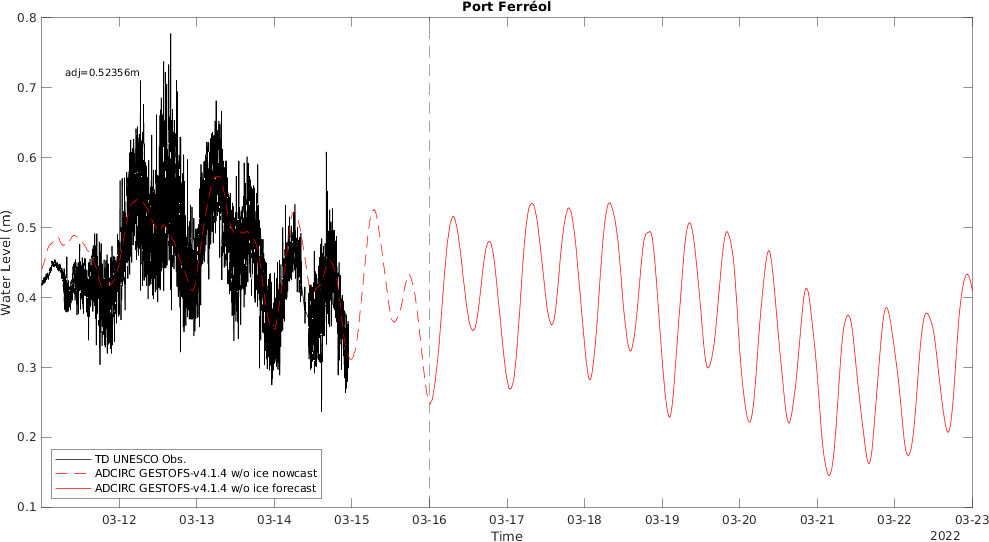 Port Ferréol
0.8
adj=0.52356m
0.7
0.6
0.5
0.4
0.3
0.2
0.1
Water Level (m)
TD UNESCO Obs.
ADCIRC GESTOFS-v4.1.4 w/o ice nowcast
ADCIRC GESTOFS-v4.1.4 w/o ice forecast
03-12 03-13 03-14 03-15 03-16 03-17 03-18 03-19 03-20 03-21 03-22 03-23
Time
2022